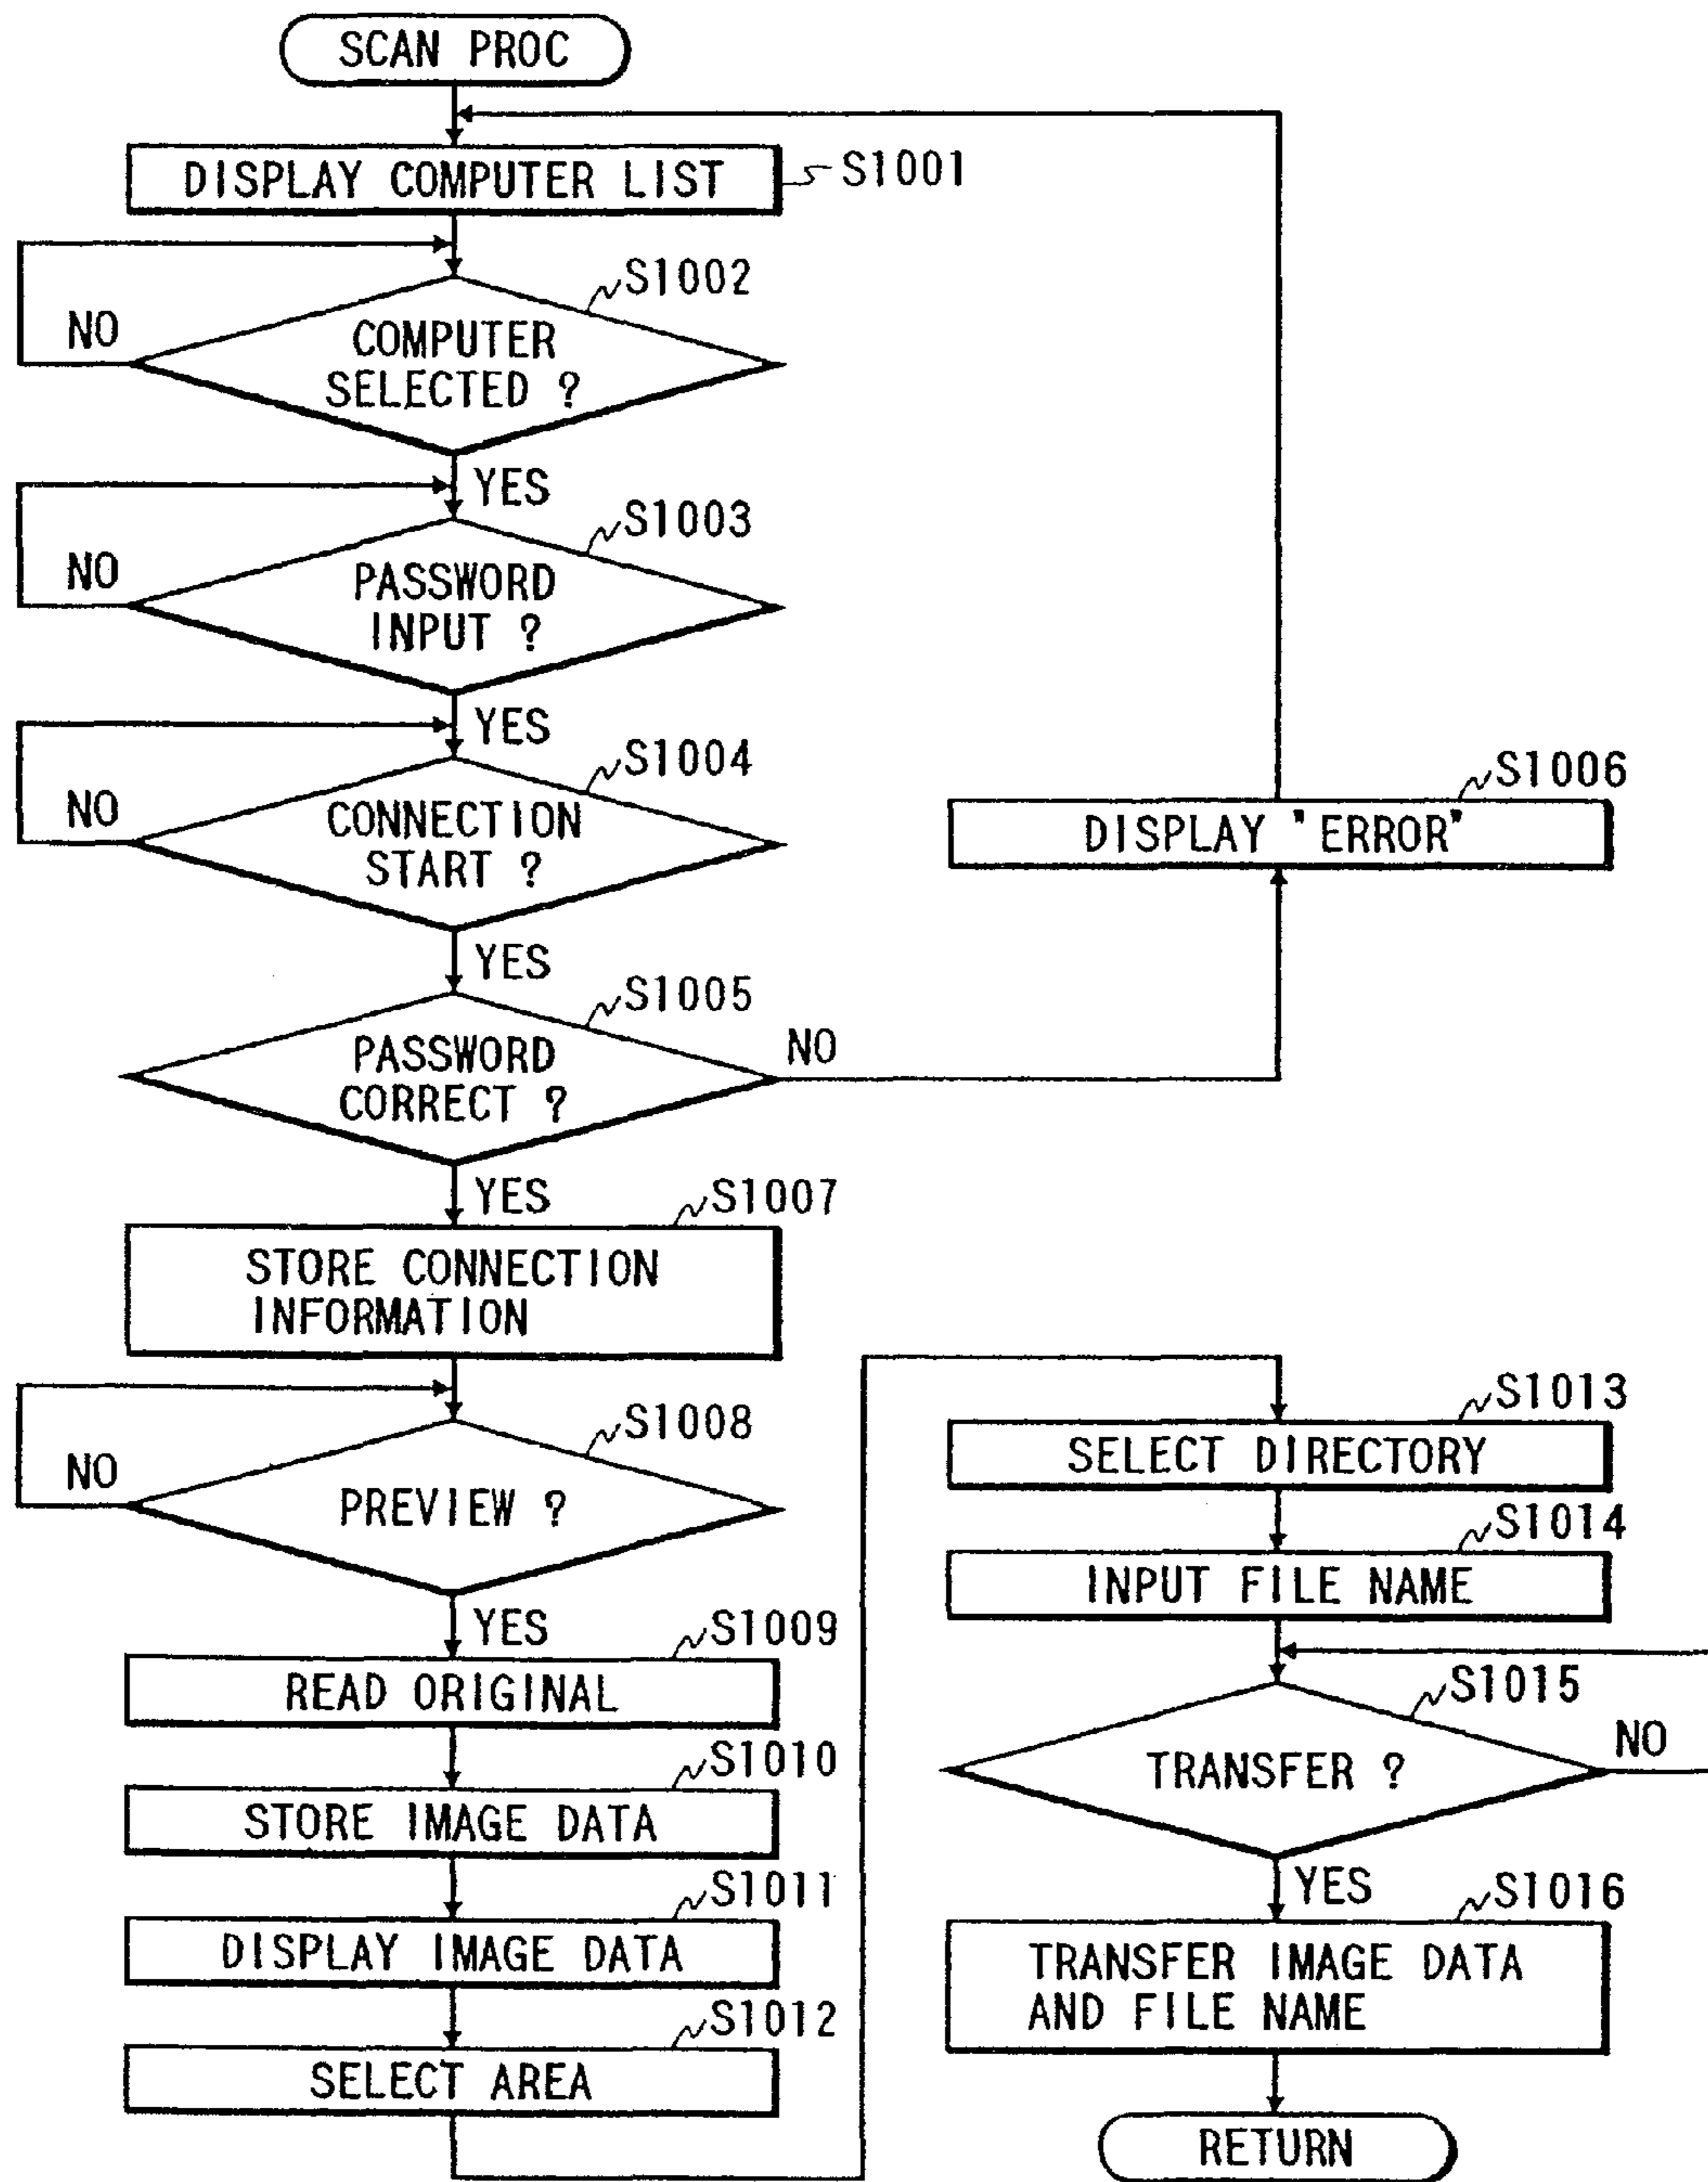 SCAN PROC
DISPLAY COMPUTER LIST
S1001
S1002
NO
COMPUTER
SELECTED ?
YES
S1003
NO
PASSWORD
INPUT ?
YES
S1004
NO
CONNECTION
START ?
YES
S1005
PASSWORD
CORRECT ?
NO
S1006
DISPLAY "ERROR"
YES
S1007
STORE CONNECTION
INFORMATION
S1008
NO
PREVIEW ?
YES
S1009
READ ORIGINAL
S1010
STORE IMAGE DATA
S1011
DISPLAY IMAGE DATA
S1012
SELECT AREA
S1013
SELECT DIRECTORY
S1014
INPUT FILE NAME
S1015
TRANSFER ?
NO
YES
S1016
TRANSFER IMAGE DATA
AND FILE NAME
RETURN